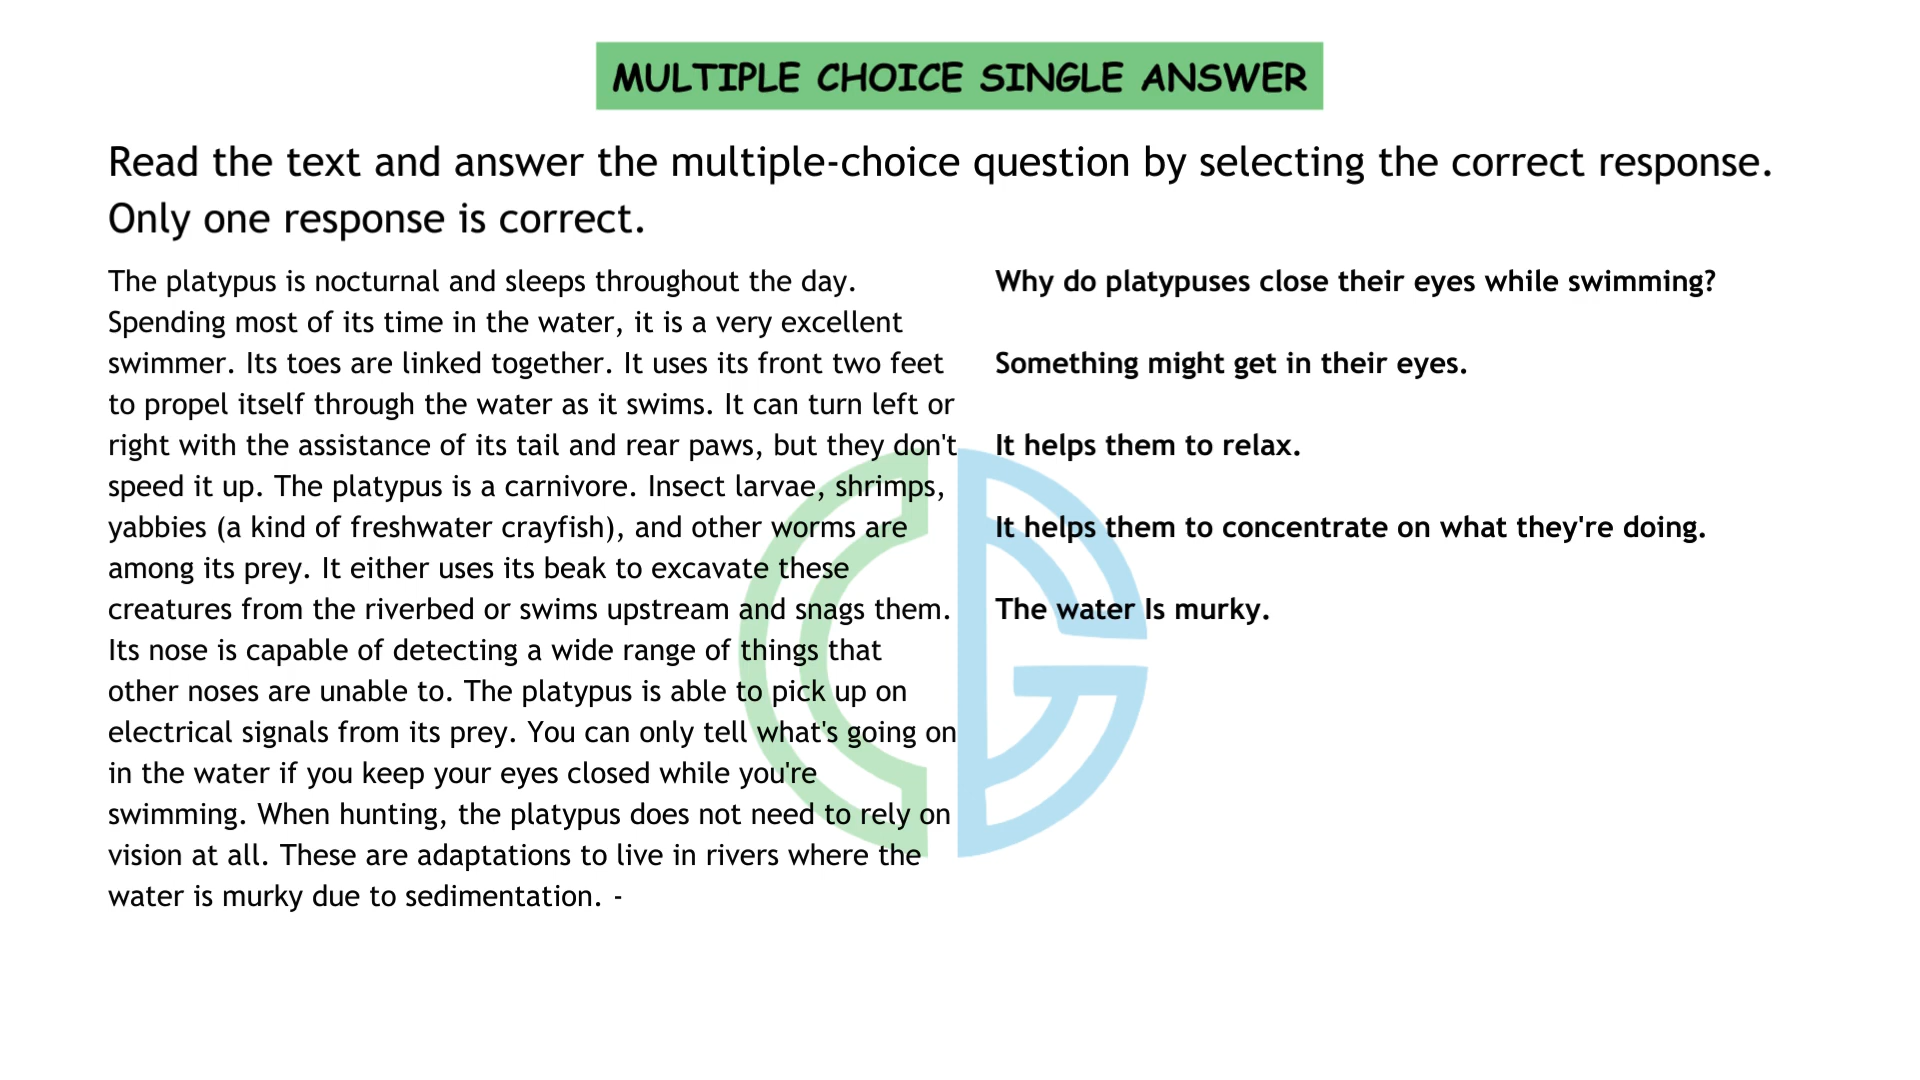 MULTIPLE CHOICE SINGLE ANSWER
Read the text and answer the multiple-choice question by selecting the correct response.
Only one response is correct.
The platypus is nocturnal and sleeps throughout the day.
Spending most of its time in the water, it is a very excellent
swimmer. Its toes are linked together. It uses its front two feet
to propel itself through the water as it swims. It can turn left or
right with the assistance of its tail and rear paws, but they don't
speed it up. The platypus is a carnivore. Insect larvae, shrimps,
yabbies (a kind of freshwater crayfish), and other worms are
among its prey. It either uses its beak to excavate these
creatures from the riverbed or swims upstream and snags them.
Its nose is capable of detecting a wide range of things that
other noses are unable to. The platypus is able to pick up on
electrical signals from its prey. You can only tell what's going on
in the water if you keep your eyes closed while you're
swimming. When hunting, the platypus does not need to rely on
vision at all. These are adaptations to live in rivers where the
water is murky due to sedimentation. -
Why do platypuses close their eyes while swimming?
Something might get in their eyes.
It helps them to relax.
It helps them to concentrate on what they're doing.
The water Is murky.